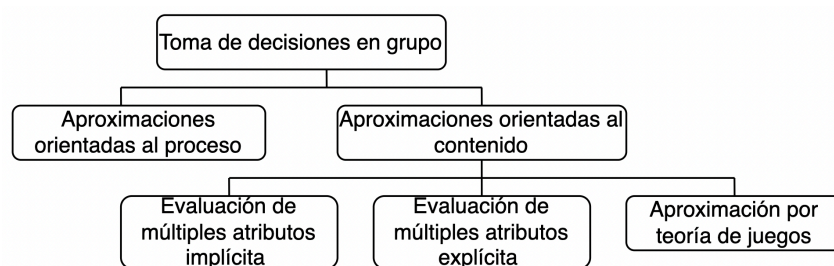 Toma de decisiones en grupo
Aproximaciones
orientadas al proceso
Aproximaciones orientadas al
contenido
Evaluación de
múltiples atributos
implícita
Evaluación de
múltiples atributos
explícita
Aproximación por
teoría de juegos